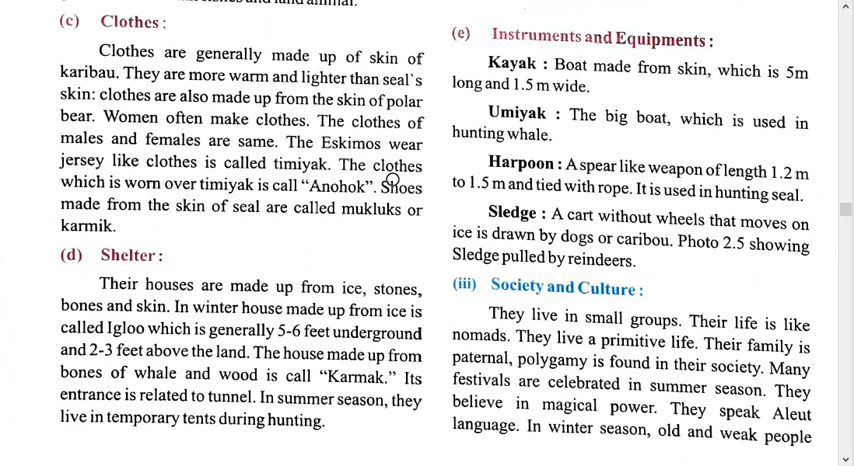 (c) Clothes :
Clothes are generally made up of skin of
karibau. They are more warm and lighter than seal`s
skin: clothes are also made up from the skin of polar
bear. Women often make clothes. The clothes of
males and females are same. The Eskimos wear
jersey like clothes is called timiyak. The clothes
which is worn over timiyak is call “Anohok”. Shoes
made from the skin of seal are called mukluks or
karmik.
(d) Shelter :
Their houses are made up from ice, stones,
bones and skin. In winter house made up from ice is
called Igloo which is generally 5-6 feet underground
and 2-3 feet above the land. The house made up from
bones of whale and wood is call “Karmak.” Its
entrance is related to tunnel. In summer season, they
live in temporary tents during hunting.
(e) Instruments and Equipments :
Kayak : Boat made from skin, which is 5m
long and 1.5 m wide.
Umiyak : The big boat, which is used in
hunting whale.
Harpoon : A spear like weapon of length 1.2 m
to 1.5 m and tied with rope. It is used in hunting seal.
Sledge : A cart without wheels that moves on
ice is drawn by dogs or caribou. Photo 2.5 showing
Sledge pulled by reindeers.
(iii) Society and Culture :
They live in small groups. Their life is like
nomads. They live a primitive life. Their family is
paternal, polygamy is found in their society. Many
festivals are celebrated in summer season. They
believe in magical power. They speak Aleut
language. In winter season, old and weak people